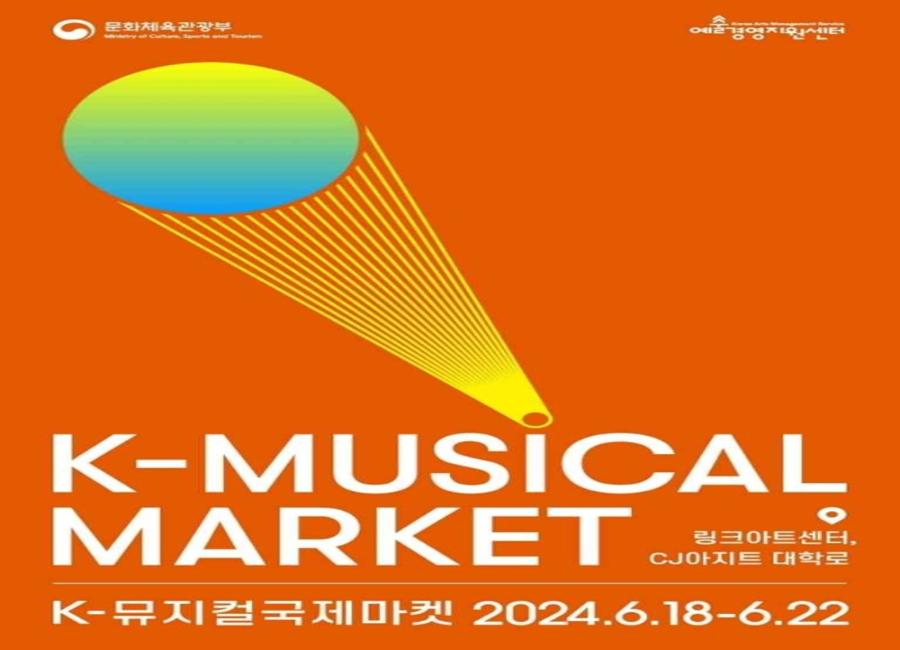 문화체육관광부
Ministry of Culture, Sports and Tourism
Korea Arts Management Service
예술경영지원센터
K-MUSICAL
MARKET
링크아트센터,
CJ아지트 대학로
K-뮤지컬국제마켓 2024.6.18-6.22